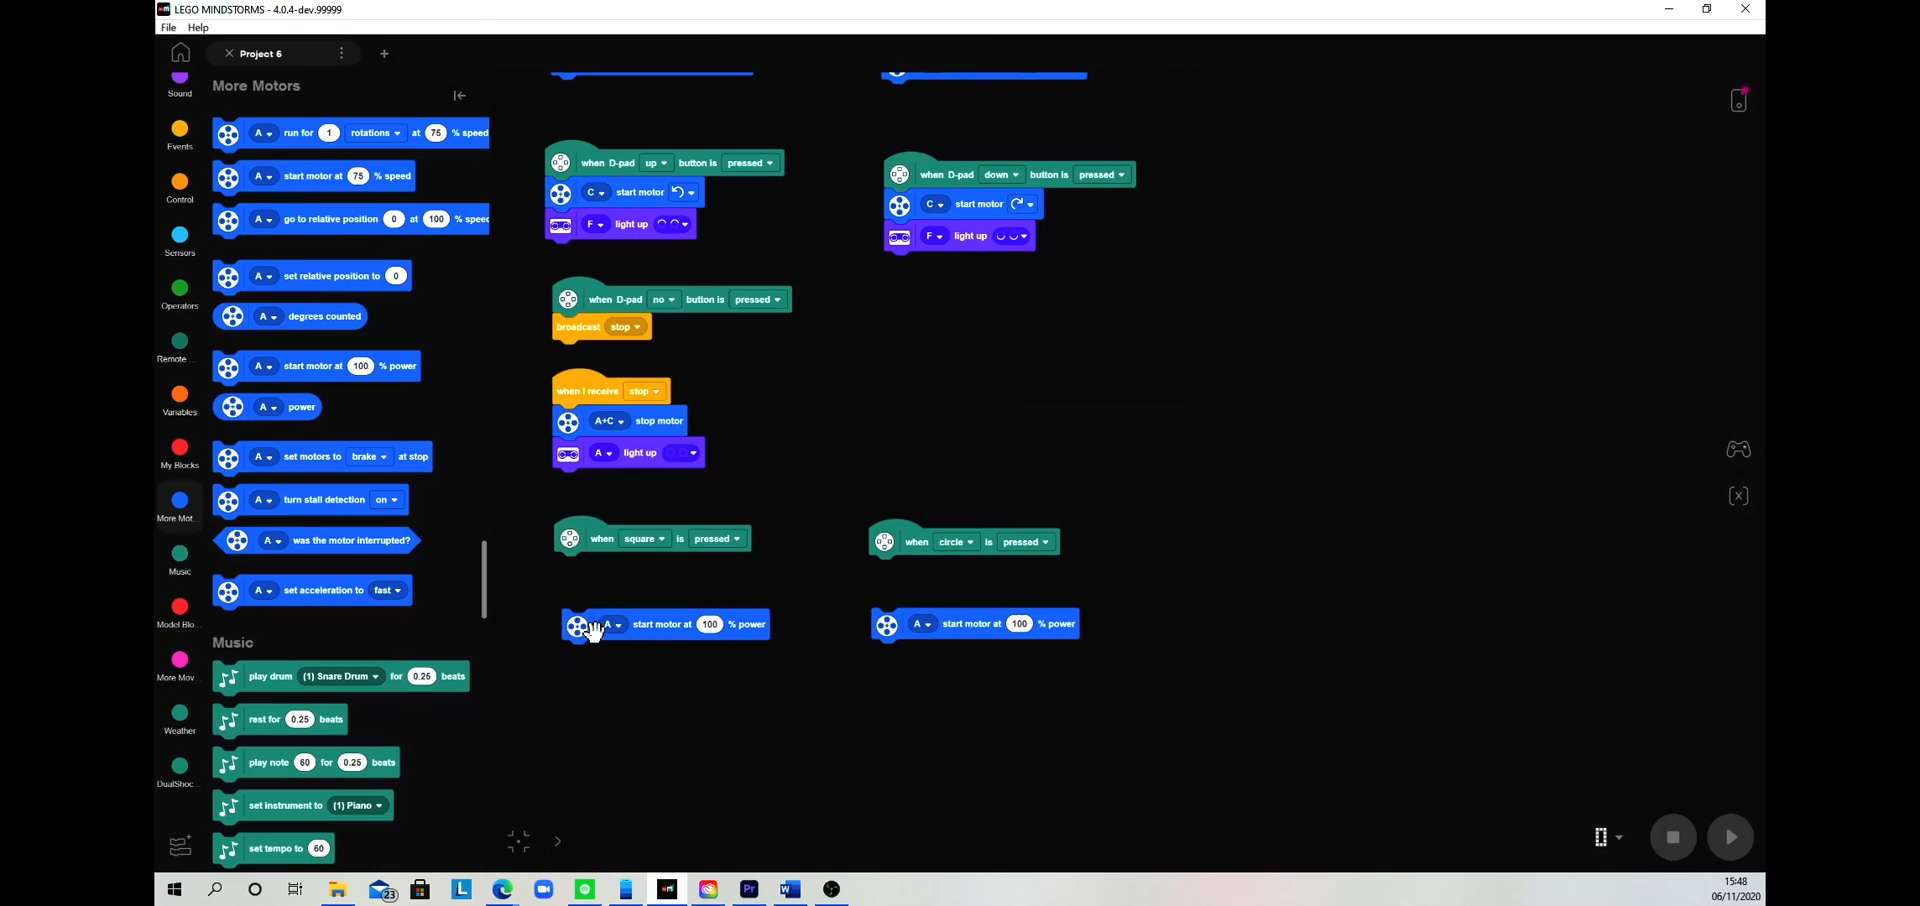 LEGO MINDSTORMS - 4.0.4-dev.99999
File Help
Project 6
Sound
Events
Control
Sensors
Operators
Remote ...
Variables
My Blocks
More Mot...
Music
Model Blo...
More Mov...
Weather
DualShoc...
More Motors
A run for 1 rotations at 75 % speed
A start motor at 75 % speed
A go to relative position 0 at 100 % speed
A set relative position to 0
A degrees counted
A start motor at 100 % power
A power
A set motors to brake at stop
A turn stall detection on
A was the motor interrupted?
A set acceleration to fast
Music
play drum (1) Snare Drum for 0.25 beats
rest for 0.25 beats
play note 60 for 0.25 beats
set instrument to (1) Piano
set tempo to 60
when D-pad up button is pressed
C start motor
F light up
when D-pad down button is pressed
C start motor
F light up
when D-pad no button is pressed
broadcast stop
when I receive stop
A+C stop motor
A light up
when square is pressed
when circle is pressed
A start motor at 100 % power
A start motor at 100 % power
23
L
Pr
W
15:48
06/11/2020